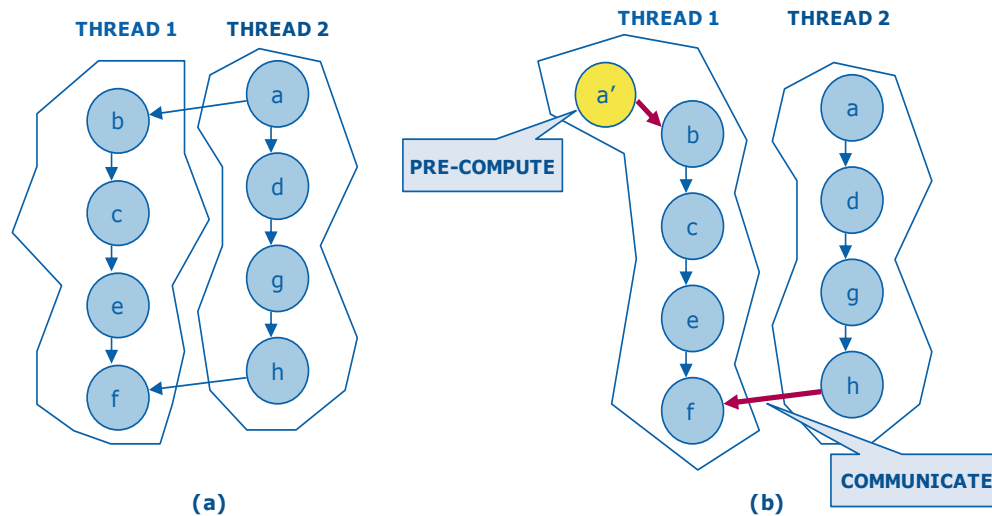 THREAD 1
THREAD 2
a
b
d
c
g
e
h
f
(a)
THREAD 1
THREAD 2
a′
a
b
PRE-COMPUTE
d
c
g
e
h
f
COMMUNICATE
(b)